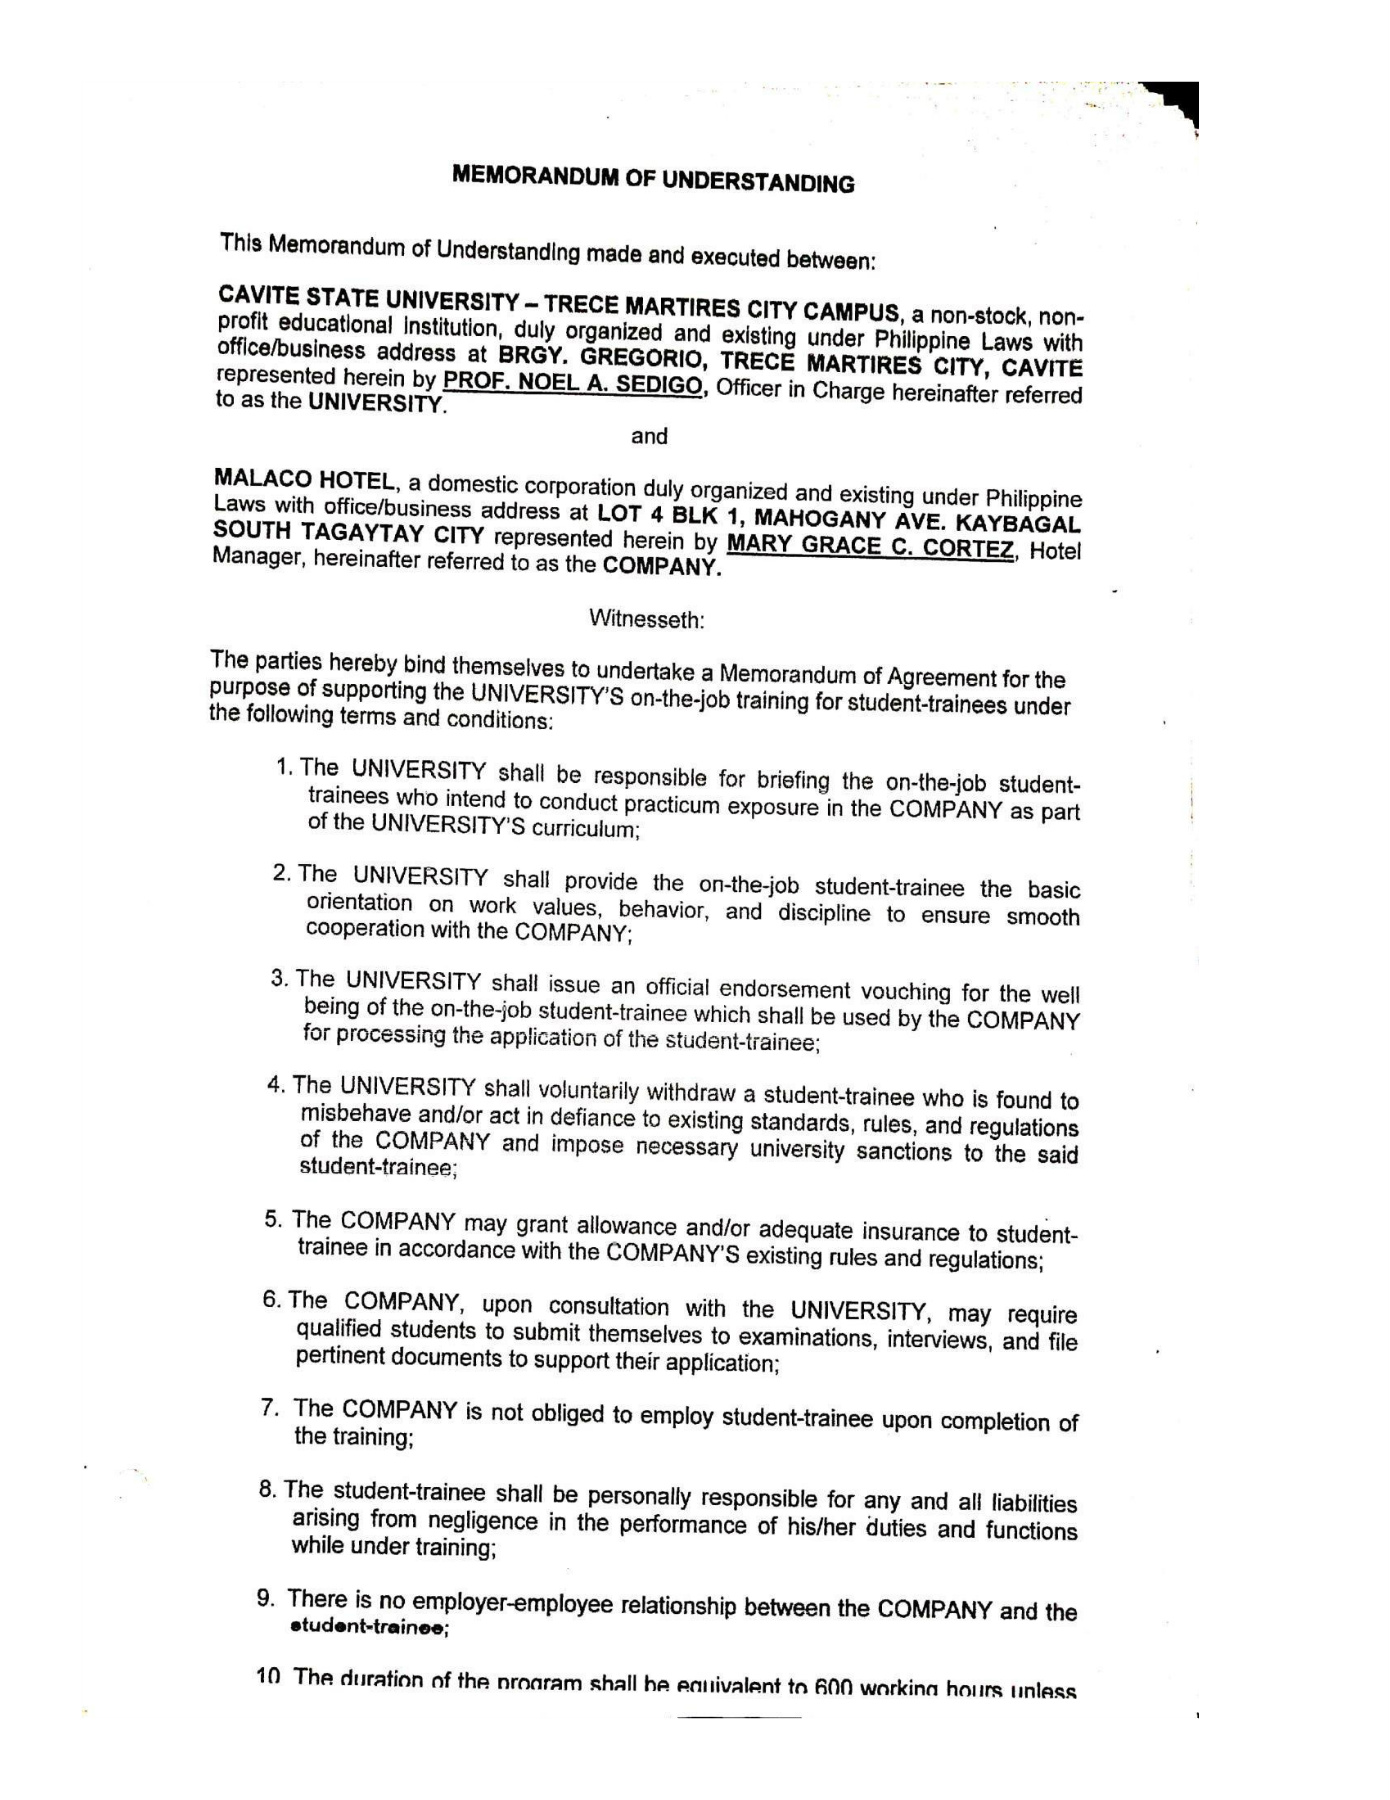 MEMORANDUM OF UNDERSTANDING
This Memorandum of Understanding made and executed between:
CAVITE STATE UNIVERSITY – TRECE MARTIRES CITY CAMPUS, a non-stock, non-
profit educational institution, duly organized and existing under Philippine Laws with
office/business address at BRGY. GREGORIO, TRECE MARTIRES CITY, CAVITE
represented herein by PROF. NOEL A. SEDIGO, Officer in Charge hereinafter referred
to as the UNIVERSITY.
and
MALACO HOTEL, a domestic corporation duly organized and existing under Philippine
Laws with office/business address at LOT 4 BLK 1, MAHOGANY AVE. KAYBAGAL
SOUTH TAGAYTAY CITY represented herein by MARY GRACE C. CORTEZ, Hotel
Manager, hereinafter referred to as the COMPANY.
Witnesseth:
The parties hereby bind themselves to undertake a Memorandum of Agreement for the
purpose of supporting the UNIVERSITY'S on-the-job training for student-trainees under
the following terms and conditions:
1. The UNIVERSITY shall be responsible for briefing the on-the-job student-
trainees who intend to conduct practicum exposure in the COMPANY as part
of the UNIVERSITY'S curriculum;
2. The UNIVERSITY shall provide the on-the-job student-trainee the basic
orientation on work values, behavior, and discipline to ensure smooth
cooperation with the COMPANY;
3. The UNIVERSITY shall issue an official endorsement vouching for the well
being of the on-the-job student-trainee which shall be used by the COMPANY
for processing the application of the student-trainee;
4. The UNIVERSITY shall voluntarily withdraw a student-trainee who is found to
misbehave and/or act in defiance to existing standards, rules, and regulations
of the COMPANY and impose necessary university sanctions to the said
student-trainee;
5. The COMPANY may grant allowance and/or adequate insurance to student-
trainee in accordance with the COMPANY'S existing rules and regulations;
6. The COMPANY, upon consultation with the UNIVERSITY, may require
qualified students to submit themselves to examinations, interviews, and file
pertinent documents to support their application;
7. The COMPANY is not obliged to employ student-trainee upon completion of
the training;
8. The student-trainee shall be personally responsible for any and all liabilities
arising from negligence in the performance of his/her duties and functions
while under training;
9. There is no employer-employee relationship between the COMPANY and the
student-trainee;
10 The duration of the program shall be equivalent to 600 working hours unless